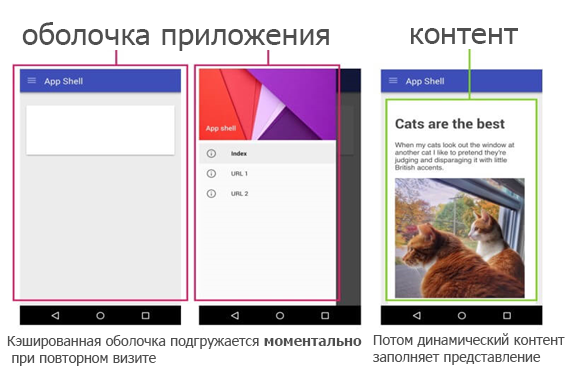 оболочка приложения
контент
App Shell
App shell
Index
URL 1
URL 2
App Shell
Cats are the best
When my cats look out the window at
another cat I like to pretend they're
judging and disparaging it with little
British accents.
Кэшированная оболочка подгружается моментально
при повторном визите
Потом динамический контент
заполняет представление